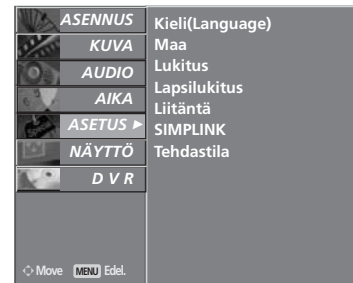 ASENNUS
KUVA
AUDIO
AIKA
ASETUS ►
NÄYTTÖ
D V R
Kieli(Language)
Maa
Lukitus
Lapsilukitus
Liitäntä
SIMPLINK
Tehdastila
Move MENU Edel.